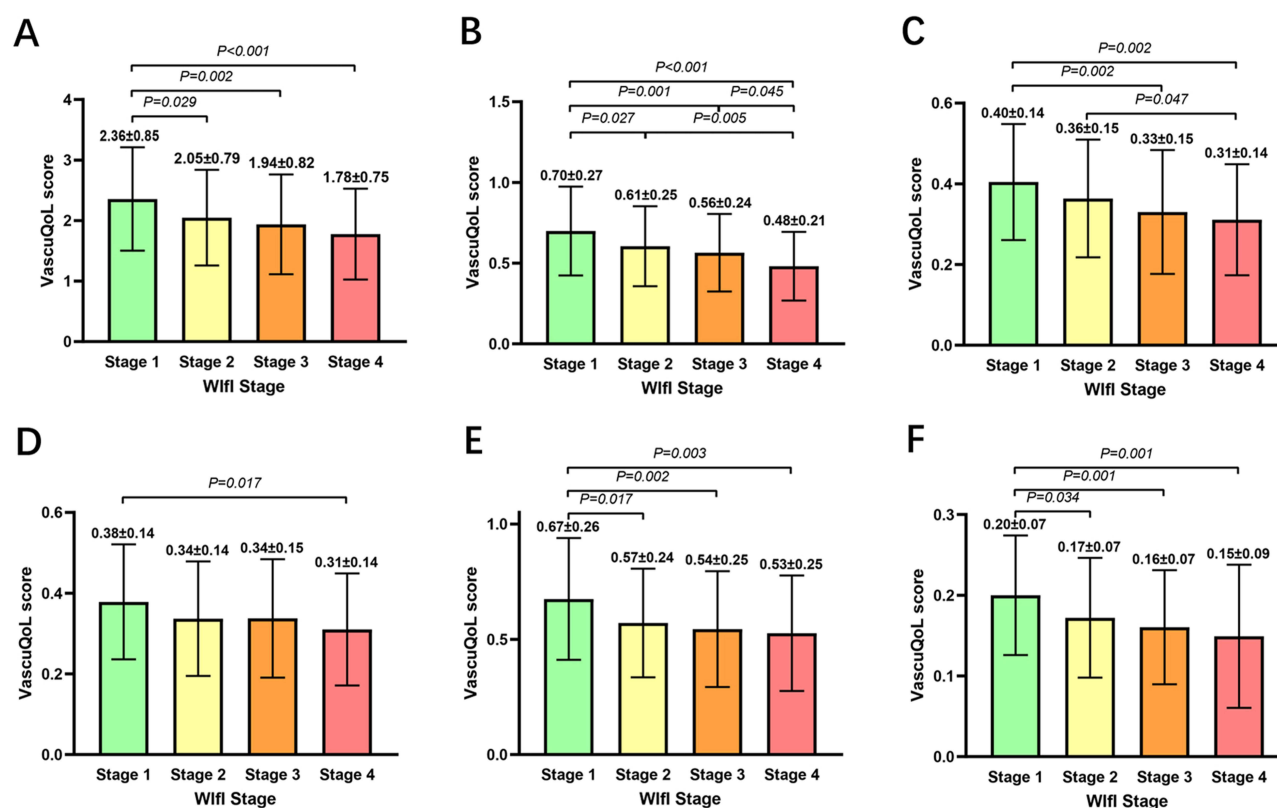 A
P<0.001
P=0.002
P=0.029
4
3
2
1
0
VascuQoL score
2.36±0.85
2.05±0.79
1.94±0.82
1.78±0.75
Stage 1 Stage 2 Stage 3 Stage 4
WIfI Stage
B
P<0.001
P=0.001 P=0.045
P=0.027 P=0.005
1.5
1.0
0.5
0.0
VascuQoL score
0.70±0.27
0.61±0.25
0.56±0.24
0.48±0.21
Stage 1 Stage 2 Stage 3 Stage 4
WIfI Stage
C
P=0.002
P=0.002
P=0.047
0.6
0.4
0.2
0.0
VascuQoL score
0.40±0.14
0.36±0.15
0.33±0.15
0.31±0.14
Stage 1 Stage 2 Stage 3 Stage 4
WIfI Stage
D
P=0.017
0.6
0.4
0.2
0.0
VascuQoL score
0.38±0.14
0.34±0.14
0.34±0.15
0.31±0.14
Stage 1 Stage 2 Stage 3 Stage 4
WIfI Stage
E
P=0.003
P=0.002
P=0.017
1.0
0.5
0.0
VascuQoL score
0.67±0.26
0.57±0.24
0.54±0.25
0.53±0.25
Stage 1 Stage 2 Stage 3 Stage 4
WIfI Stage
F
P=0.001
P=0.001
P=0.034
0.3
0.2
0.1
0.0
VascuQoL score
0.20±0.07
0.17±0.07
0.16±0.07
0.15±0.09
Stage 1 Stage 2 Stage 3 Stage 4
WIfI Stage